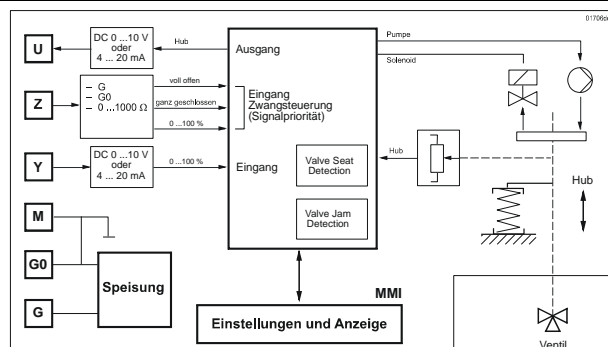 01706de
U
DC 0 ...10 V
oder
4 ... 20 mA
Hub
Ausgang
Pumpe
Solenoid
Z
– G
– G0
– 0 ...1000 Ω
voll offen
ganz geschlossen
0 ...100 %
Eingang
Zwangsteuerung
(Signalpriorität)
Y
DC 0 ...10 V
oder
4 ... 20 mA
0 ...100 %
Eingang
Valve Seat
Detection
Valve Jam
Detection
Hub
Hub
M
G0
G
Speisung
MMI
Einstellungen und Anzeige
Ventil